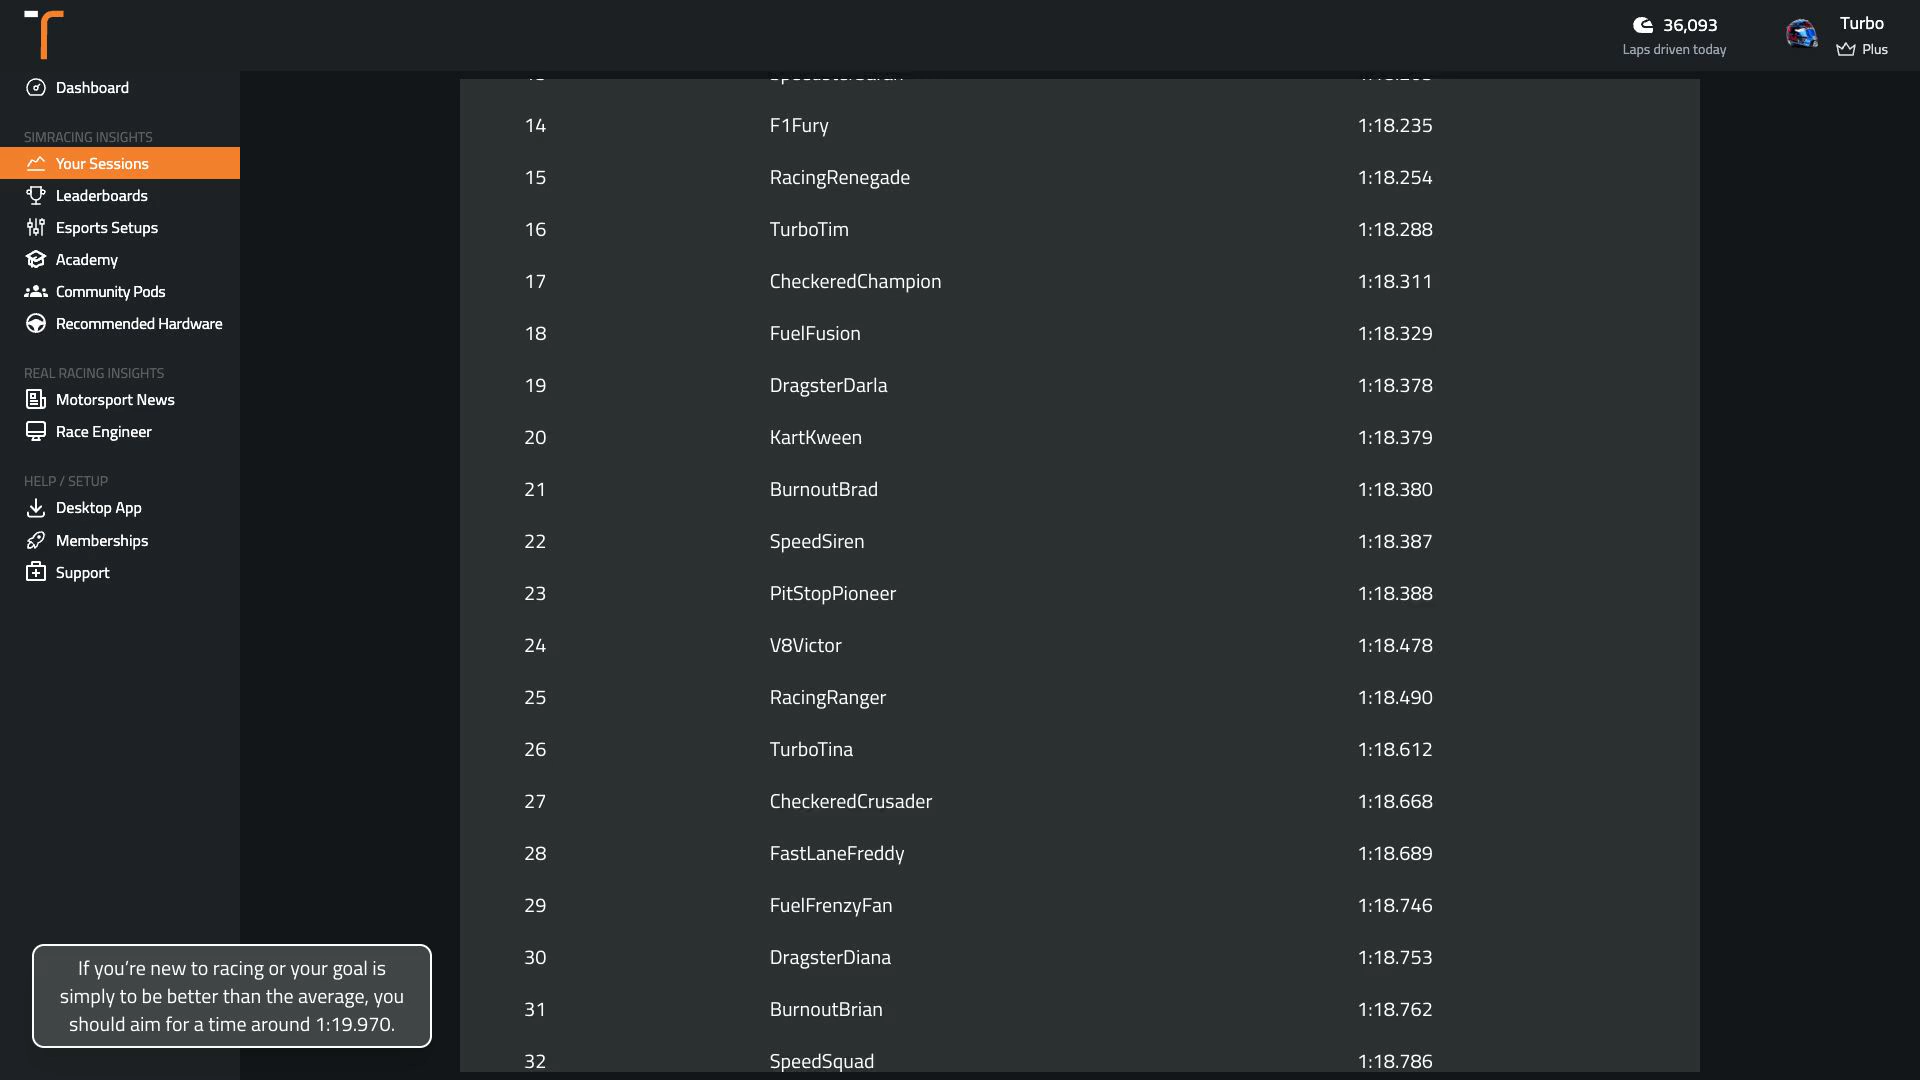 36,093
Laps driven today
Turbo
Plus
Dashboard
SIMRACING INSIGHTS
Your Sessions
Leaderboards
Esports Setups
Academy
Community Pods
Recommended Hardware
REAL RACING INSIGHTS
Motorsport News
Race Engineer
HELP / SETUP
Desktop App
Memberships
Support
14 F1Fury 1:18.235
15 RacingRenegade 1:18.254
16 TurboTim 1:18.288
17 CheckeredChampion 1:18.311
18 FuelFusion 1:18.329
19 DragsterDarla 1:18.378
20 KartKween 1:18.379
21 BurnoutBrad 1:18.380
22 SpeedSiren 1:18.387
23 PitStopPioneer 1:18.388
24 V8Victor 1:18.478
25 RacingRanger 1:18.490
26 TurboTina 1:18.612
27 CheckeredCrusader 1:18.668
28 FastLaneFreddy 1:18.689
29 FuelFrenzyFan 1:18.746
30 DragsterDiana 1:18.753
31 BurnoutBrian 1:18.762
32 SpeedSquad 1:18.786
If you’re new to racing or your goal is
simply to be better than the average, you
should aim for a time around 1:19.970.